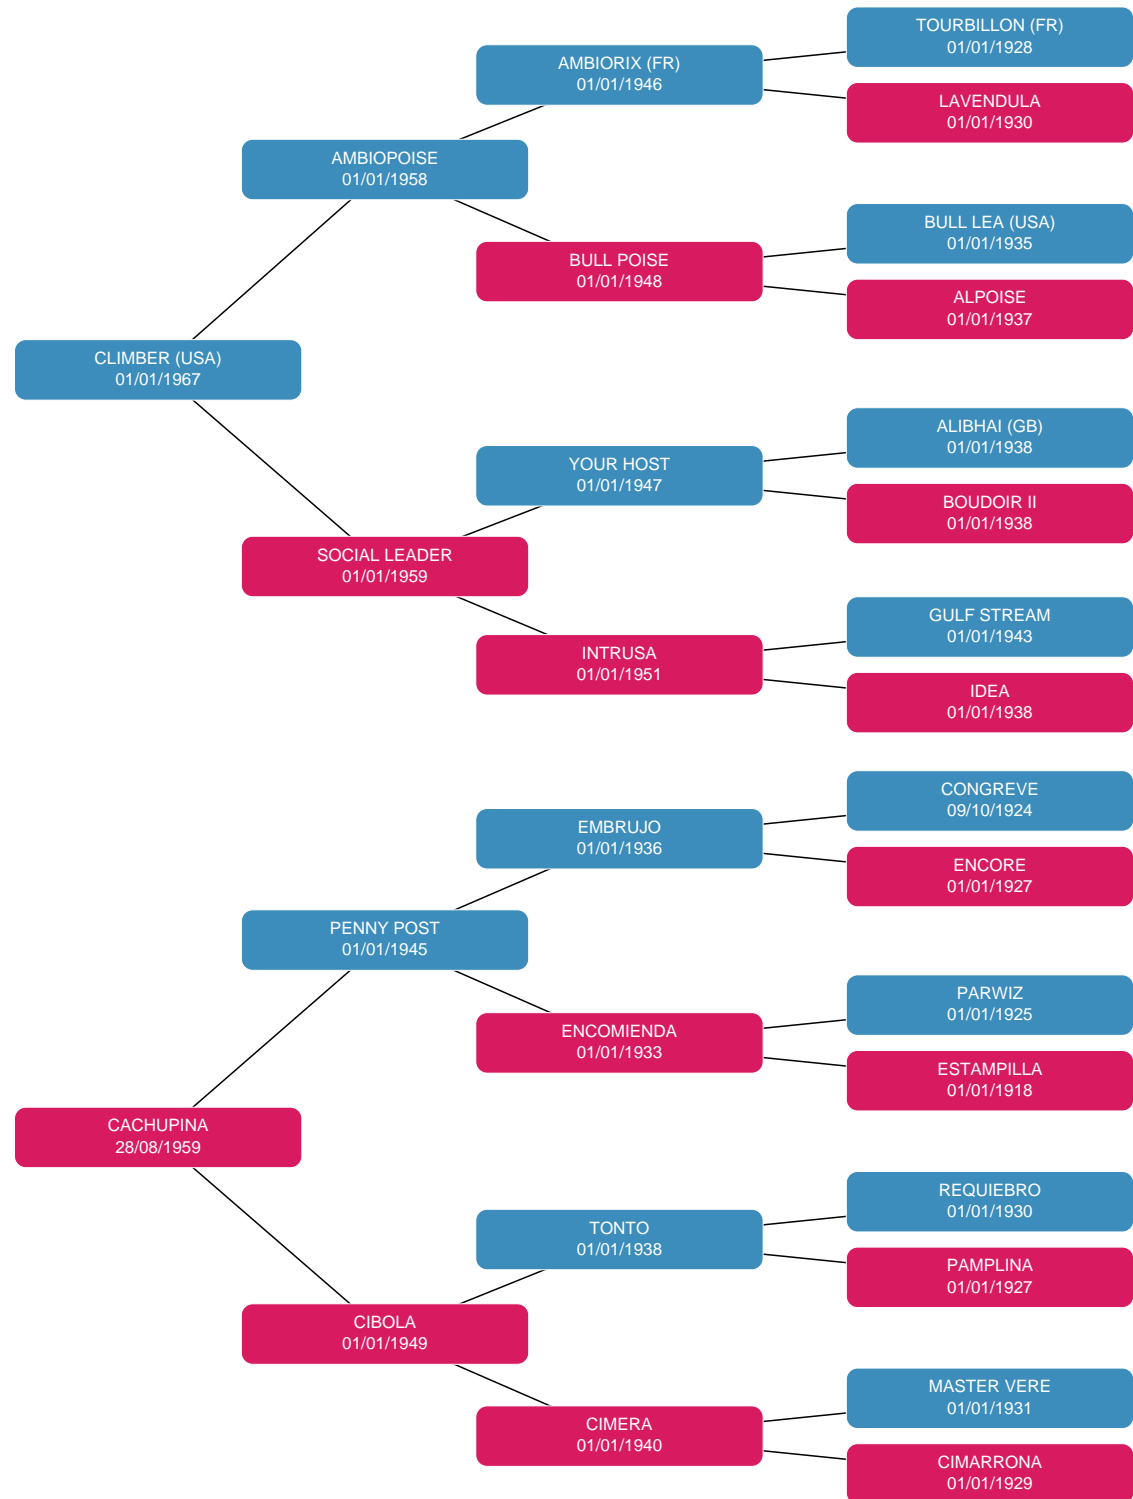 TOURBILLON (FR)
01/01/1928
AMBIORIX (FR)
01/01/1946
LAVENDULA
01/01/1930
AMBIOPOISE
01/01/1958
BULL LEA (USA)
01/01/1935
BULL POISE
01/01/1948
ALPOISE
01/01/1937
CLIMBER (USA)
01/01/1967
ALIBHAI (GB)
01/01/1938
YOUR HOST
01/01/1947
BOUDOIR II
01/01/1938
SOCIAL LEADER
01/01/1959
GULF STREAM
01/01/1943
INTRUSA
01/01/1951
IDEA
01/01/1938
CONGREVE
09/10/1924
EMBRUJO
01/01/1936
ENCORE
01/01/1927
PENNY POST
01/01/1945
PARWIZ
01/01/1925
ENCOMIENDA
01/01/1933
ESTAMPILLA
01/01/1918
CACHUPINA
28/08/1959
REQUIEBRO
01/01/1930
TONTO
01/01/1938
PAMPLINA
01/01/1927
CIBOLA
01/01/1949
MASTER VERE
01/01/1931
CIMERA
01/01/1940
CIMARRONA
01/01/1929